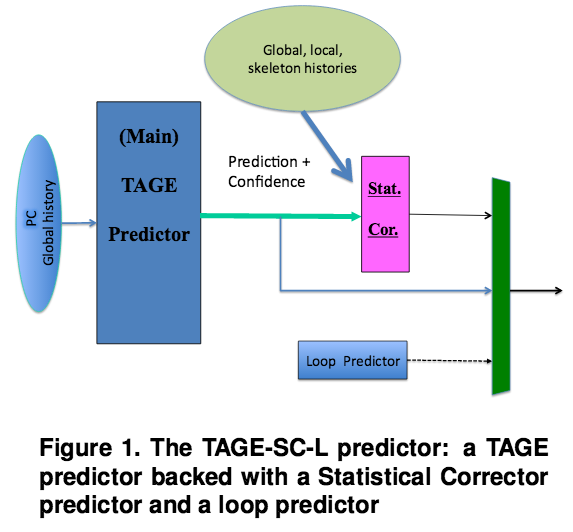 Global, local,
skeleton histories
(Main)
TAGE
Predictor
PC
Global history
Prediction +
Confidence
Stat.
Cor.
Loop Predictor
Figure 1. The TAGE-SC-L predictor: a TAGE
predictor backed with a Statistical Corrector
predictor and a loop predictor